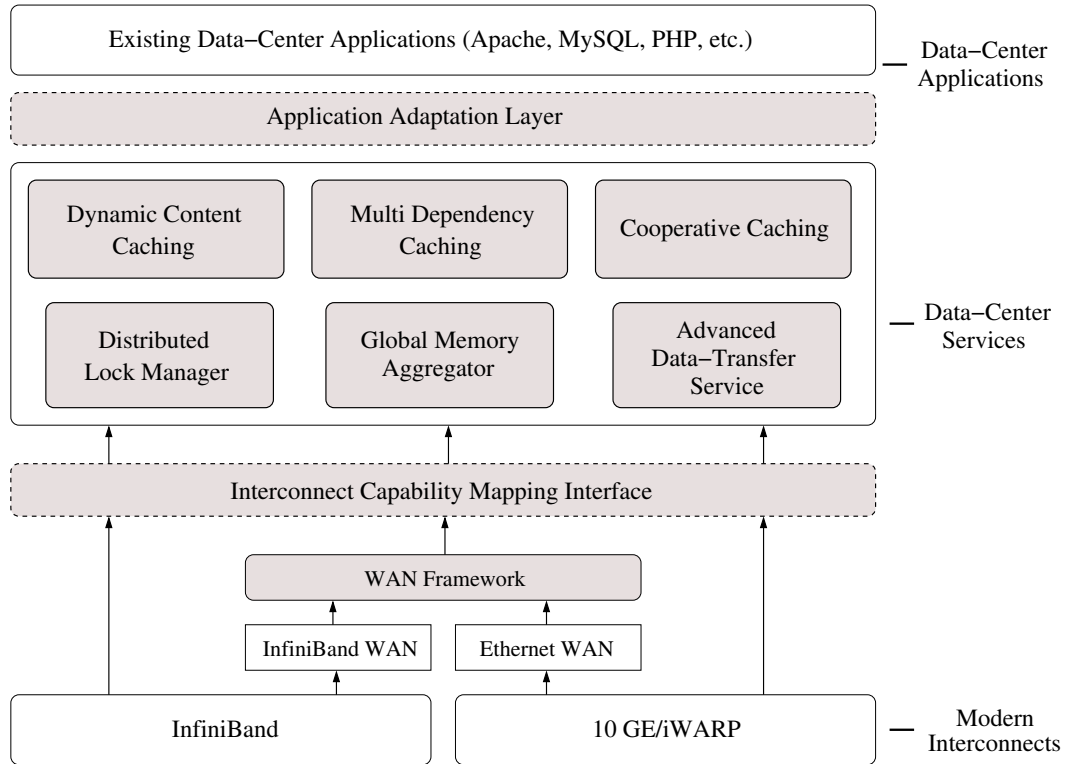 Existing Data−Center Applications (Apache, MySQL, PHP, etc.)
Data−Center
Applications
Application Adaptation Layer
Dynamic Content
Caching
Multi Dependency
Caching
Cooperative Caching
Distributed
Lock Manager
Global Memory
Aggregator
Advanced
Data−Transfer
Service
Data−Center
Services
Interconnect Capability Mapping Interface
WAN Framework
InfiniBand WAN
Ethernet WAN
InfiniBand
10 GE/iWARP
Modern
Interconnects